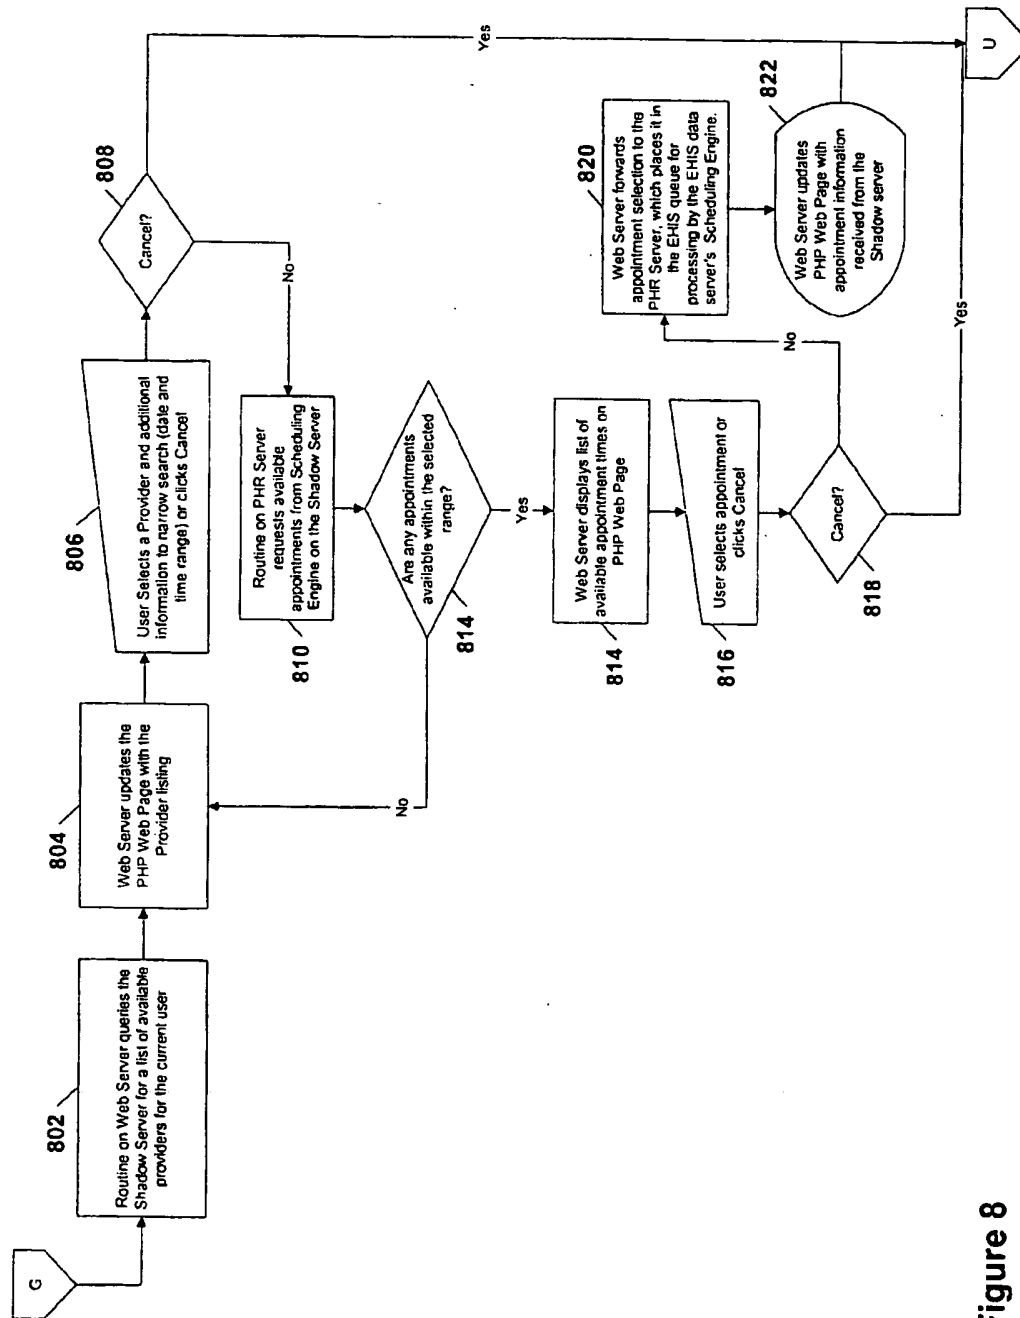 G
802
Routine on Web Server queries the
Shadow Server for a list of available
providers for the current user
804
Web Server updates the
PHP Web Page with the
Provider listing
806
User Selects a Provider and additional
information to narrow search (date and
time range) or clicks Cancel
808
Cancel?
Yes
No
810
Routine on PHR Server
requests available
appointments from Scheduling
Engine on the Shadow Server
Are any appointments
available within the selected
range?
814
No
Yes
Web Server displays list of
available appointment times on
PHP Web Page
814
User selects appointment or
clicks Cancel
816
Cancel?
818
No
Yes
820
Web Server forwards
appointment selection to the
PHR Server, which places it in
the EHIS queue for
processing by the EHIS data
server's Scheduling Engine.
822
Web Server updates
PHP Web Page with
appointment information
received from the
Shadow server
U
Figure 8